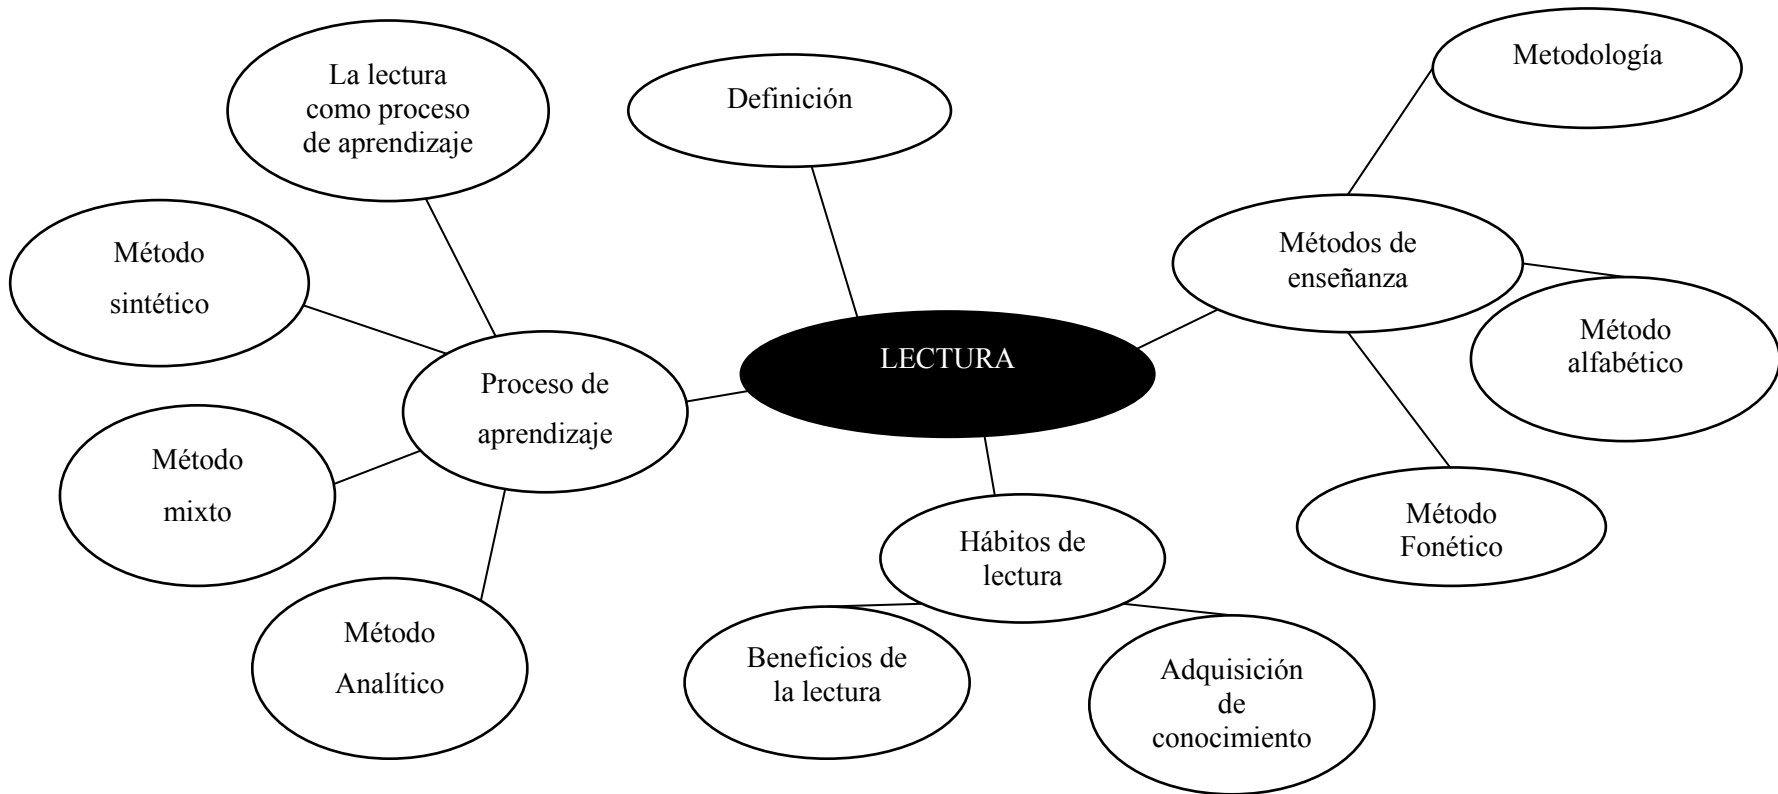 La lectura
como proceso
de aprendizaje
Definición
Metodología
Método
sintético
Métodos de
enseñanza
Método
alfabético
LECTURA
Proceso de
aprendizaje
Método
mixto
Método
Fonético
Hábitos de
lectura
Método
Analítico
Beneficios de
la lectura
Adquisición
de
conocimiento